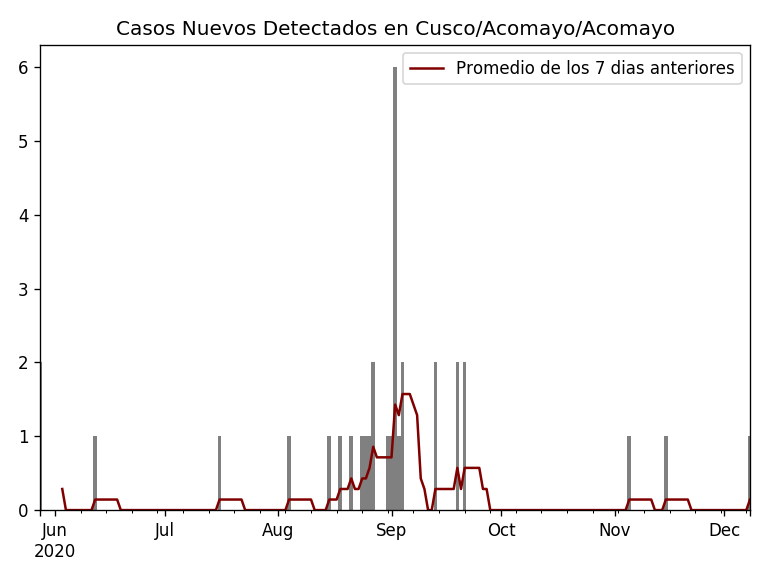 Casos Nuevos Detectados en Cusco/Acomayo/Acomayo
Promedio de los 7 dias anteriores
6
5
4
3
2
1
0
Jun Jul Aug Sep Oct Nov Dec
2020